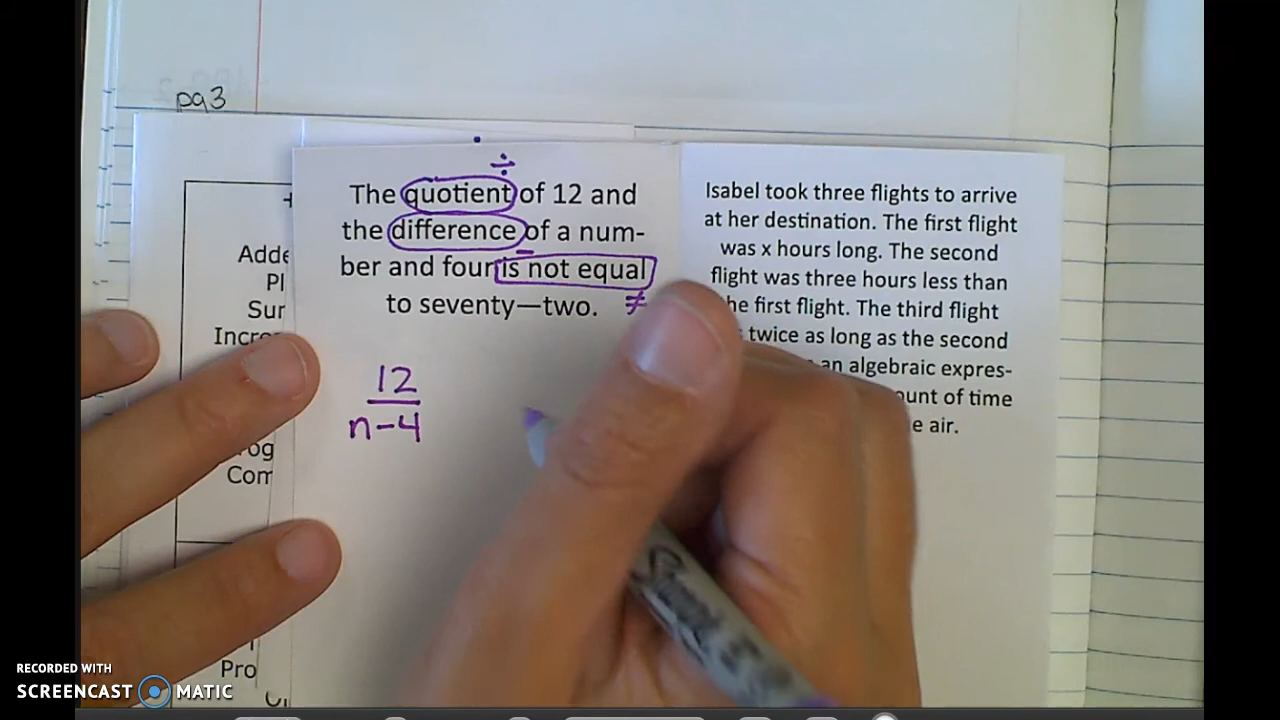 pg3
÷
The quotient of 12 and
the difference of a num-
−
ber and four is not equal
to seventy—two. ≠
12
n-4
Isabel took three flights to arrive
at her destination. The first flight
was x hours long. The second
flight was three hours less than
he first flight. The third flight
twice as long as the second
an algebraic expres-
ount of time
e air.
Adde
Pl
Sur
Incre
og
Com
Pro
RECORDED WITH
SCREENCAST MATIC